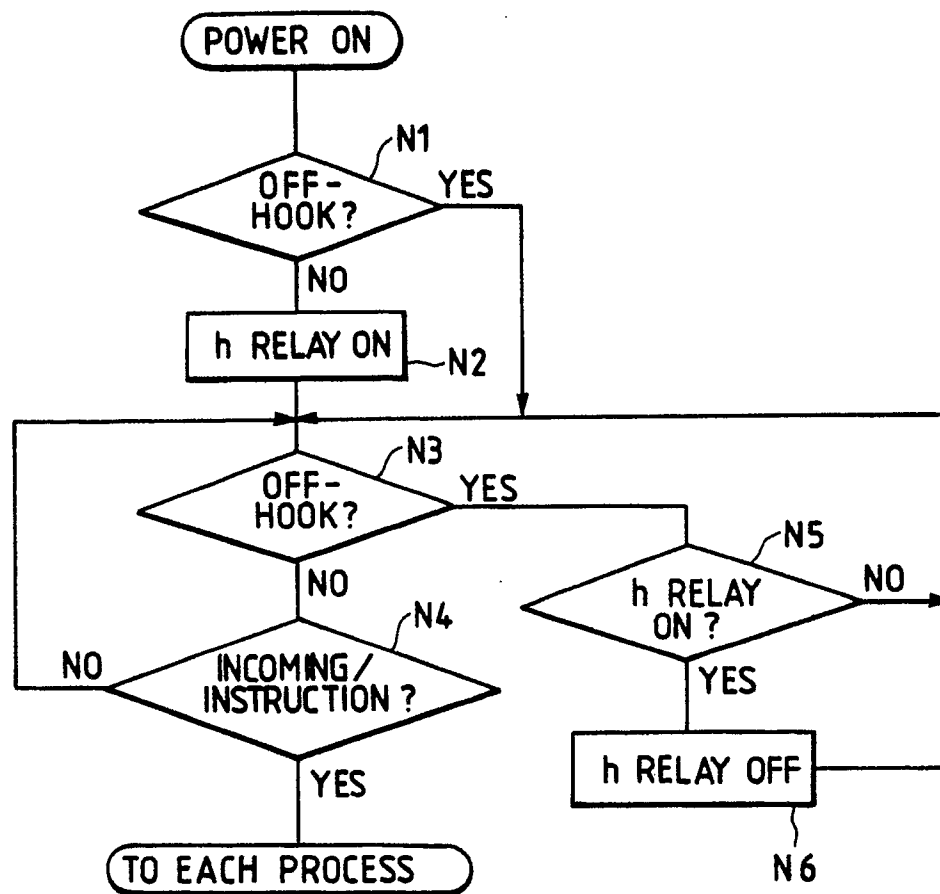 POWER ON
N1
OFF-
HOOK?
YES
NO
h RELAY ON
N2
N3
OFF-
HOOK?
YES
NO
N5
h RELAY
ON ?
NO
YES
N4
INCOMING/
INSTRUCTION ?
NO
YES
h RELAY OFF
N6
TO EACH PROCESS